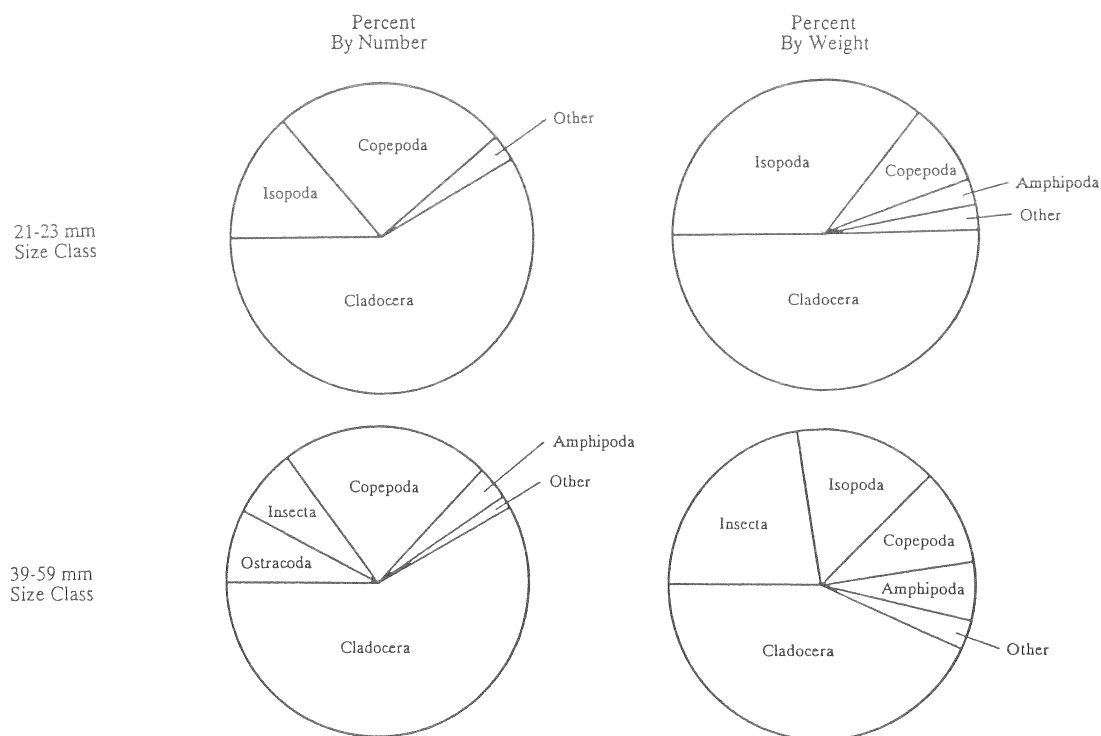 Percent
By Number
Percent
By Weight
21-23 mm
Size Class
Copepoda
Other
Isopoda
Cladocera
Isopoda
Copepoda
Amphipoda
Other
Cladocera
39-59 mm
Size Class
Copepoda
Amphipoda
Other
Insecta
Ostracoda
Cladocera
Isopoda
Insecta
Copepoda
Amphipoda
Other
Cladocera